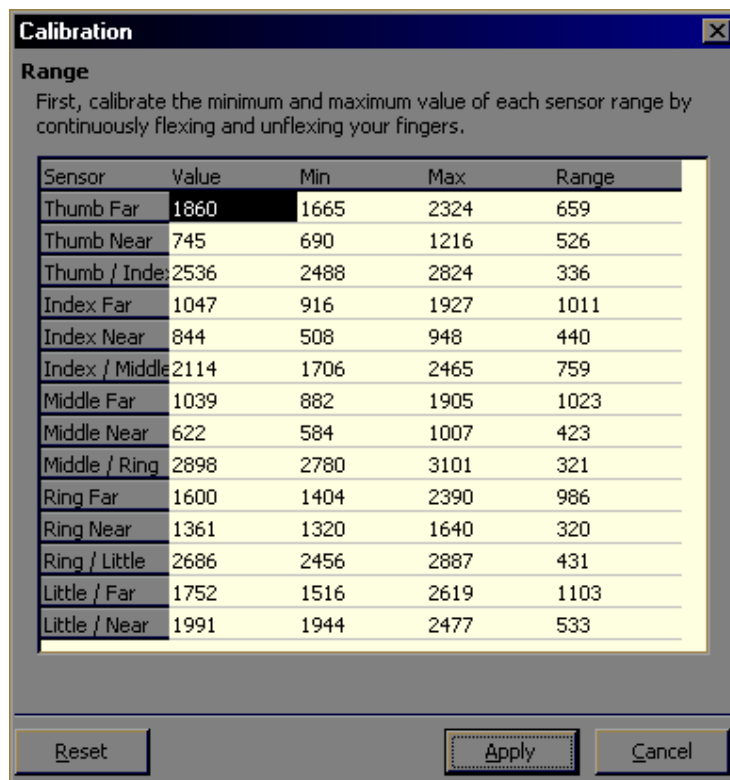 Calibration
Range
First, calibrate the minimum and maximum value of each sensor range by
continuously flexing and unflexing your fingers.
Sensor Value Min Max Range
Thumb Far 1860 1665 2324 659
Thumb Near 745 690 1216 526
Thumb / Inde 2536 2488 2824 336
Index Far 1047 916 1927 1011
Index Near 844 508 948 440
Index / Middle 2114 1706 2465 759
Middle Far 1039 882 1905 1023
Middle Near 622 584 1007 423
Middle / Ring 2898 2780 3101 321
Ring Far 1600 1404 2390 986
Ring Near 1361 1320 1640 320
Ring / Little 2686 2456 2887 431
Little / Far 1752 1516 2619 1103
Little / Near 1991 1944 2477 533
Reset Apply Cancel